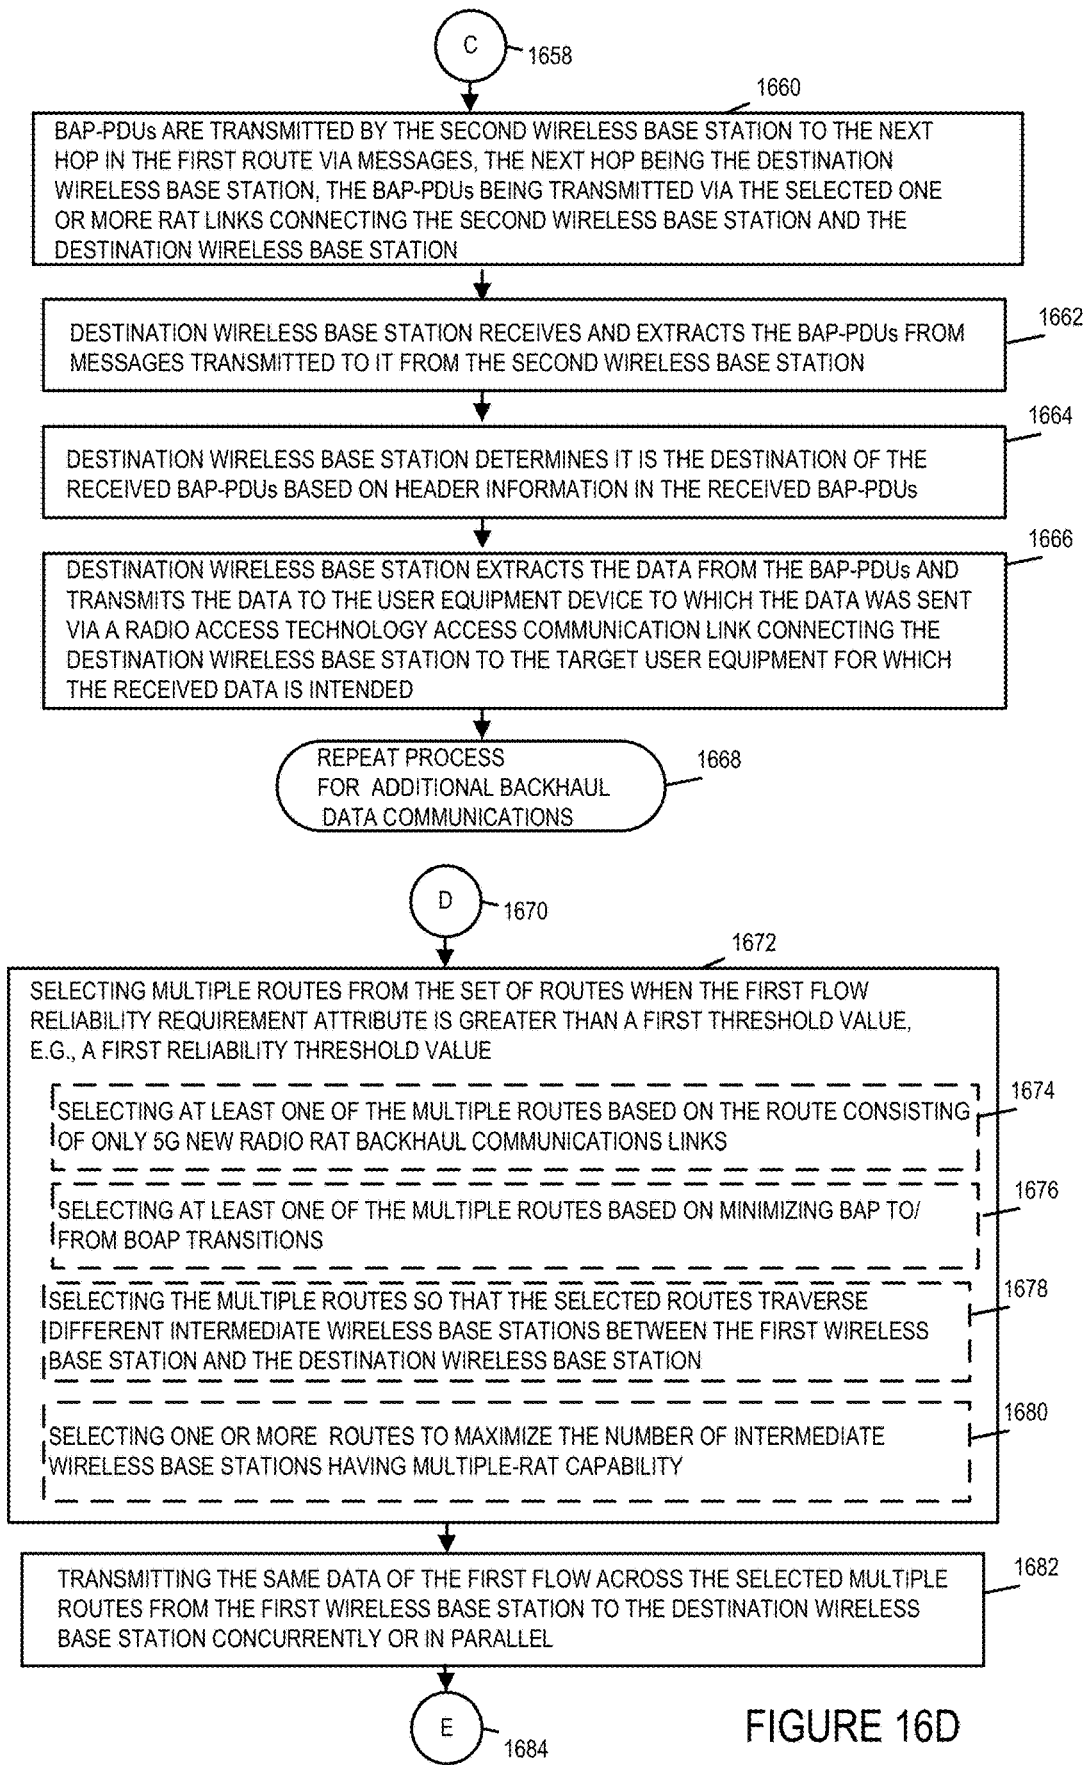 C
1658
1660
BAP-PDUs ARE TRANSMITTED BY THE SECOND WIRELESS BASE STATION TO THE NEXT
HOP IN THE FIRST ROUTE VIA MESSAGES, THE NEXT HOP BEING THE DESTINATION
WIRELESS BASE STATION, THE BAP-PDUs BEING TRANSMITTED VIA THE SELECTED ONE
OR MORE RAT LINKS CONNECTING THE SECOND WIRELESS BASE STATION AND THE
DESTINATION WIRELESS BASE STATION
1662
DESTINATION WIRELESS BASE STATION RECEIVES AND EXTRACTS THE BAP-PDUs FROM
MESSAGES TRANSMITTED TO IT FROM THE SECOND WIRELESS BASE STATION
1664
DESTINATION WIRELESS BASE STATION DETERMINES IT IS THE DESTINATION OF THE
RECEIVED BAP-PDUs BASED ON HEADER INFORMATION IN THE RECEIVED BAP-PDUs
1666
DESTINATION WIRELESS BASE STATION EXTRACTS THE DATA FROM THE BAP-PDUs AND
TRANSMITS THE DATA TO THE USER EQUIPMENT DEVICE TO WHICH THE DATA WAS SENT
VIA A RADIO ACCESS TECHNOLOGY ACCESS COMMUNICATION LINK CONNECTING THE
DESTINATION WIRELESS BASE STATION TO THE TARGET USER EQUIPMENT FOR WHICH
THE RECEIVED DATA IS INTENDED
REPEAT PROCESS
FOR ADDITIONAL BACKHAUL
DATA COMMUNICATIONS
1668
D
1670
1672
SELECTING MULTIPLE ROUTES FROM THE SET OF ROUTES WHEN THE FIRST FLOW
RELIABILITY REQUIREMENT ATTRIBUTE IS GREATER THAN A FIRST THRESHOLD VALUE,
E.G., A FIRST RELIABILITY THRESHOLD VALUE
1674
SELECTING AT LEAST ONE OF THE MULTIPLE ROUTES BASED ON THE ROUTE CONSISTING
OF ONLY 5G NEW RADIO RAT BACKHAUL COMMUNICATIONS LINKS
1676
SELECTING AT LEAST ONE OF THE MULTIPLE ROUTES BASED ON MINIMIZING BAP TO/
FROM BOAP TRANSITIONS
1678
SELECTING THE MULTIPLE ROUTES SO THAT THE SELECTED ROUTES TRAVERSE
DIFFERENT INTERMEDIATE WIRELESS BASE STATIONS BETWEEN THE FIRST WIRELESS
BASE STATION AND THE DESTINATION WIRELESS BASE STATION
1680
SELECTING ONE OR MORE ROUTES TO MAXIMIZE THE NUMBER OF INTERMEDIATE
WIRELESS BASE STATIONS HAVING MULTIPLE-RAT CAPABILITY
1682
TRANSMITTING THE SAME DATA OF THE FIRST FLOW ACROSS THE SELECTED MULTIPLE
ROUTES FROM THE FIRST WIRELESS BASE STATION TO THE DESTINATION WIRELESS
BASE STATION CONCURRENTLY OR IN PARALLEL
E
1684
FIGURE 16D